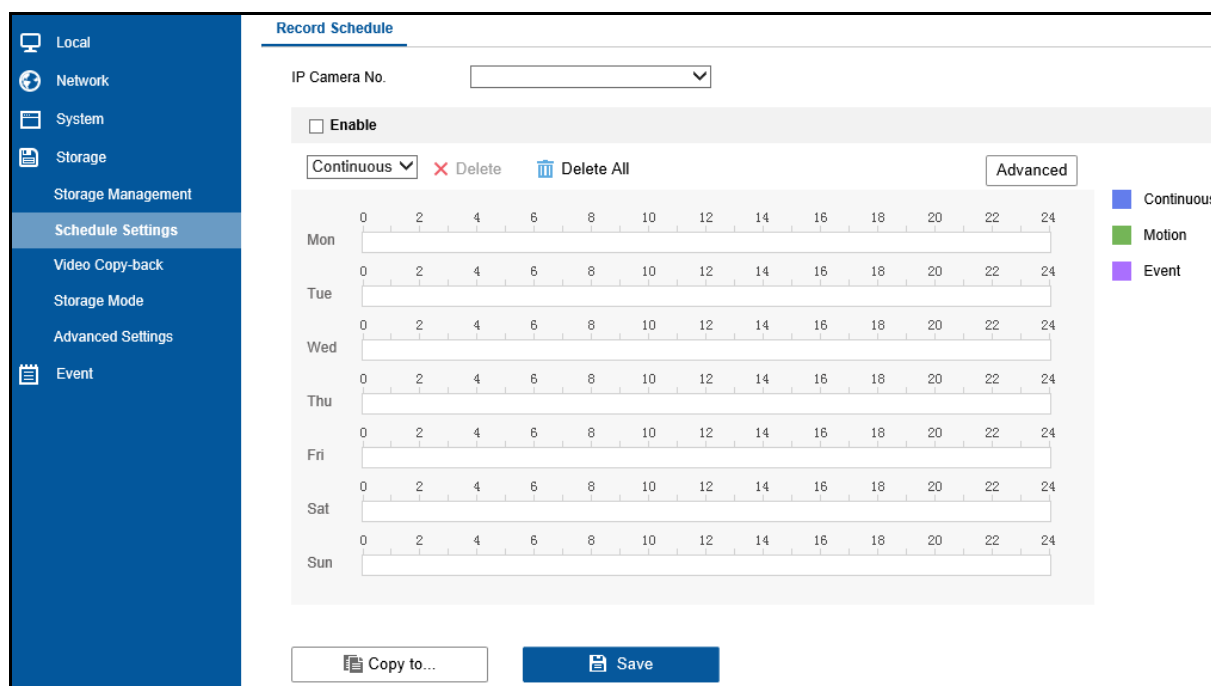 Local
Network
System
Storage
Storage Management
Schedule Settings
Video Copy-back
Storage Mode
Advanced Settings
Event
Record Schedule
IP Camera No.
Enable
Continuous Delete Delete All Advanced
0 2 4 6 8 10 12 14 16 18 20 22 24
Mon
0 2 4 6 8 10 12 14 16 18 20 22 24
Tue
0 2 4 6 8 10 12 14 16 18 20 22 24
Wed
0 2 4 6 8 10 12 14 16 18 20 22 24
Thu
0 2 4 6 8 10 12 14 16 18 20 22 24
Fri
0 2 4 6 8 10 12 14 16 18 20 22 24
Sat
0 2 4 6 8 10 12 14 16 18 20 22 24
Sun
Continuous
Motion
Event
Copy to... Save